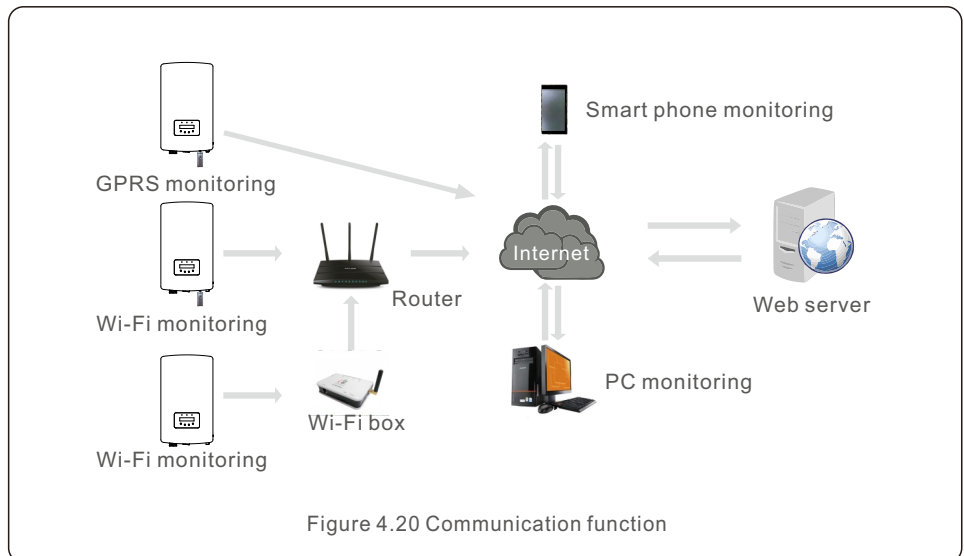 Smart phone monitoring
GPRS monitoring
Internet
Router
Web server
Wi-Fi monitoring
PC monitoring
Wi-Fi box
Wi-Fi monitoring
Figure 4.20 Communication function